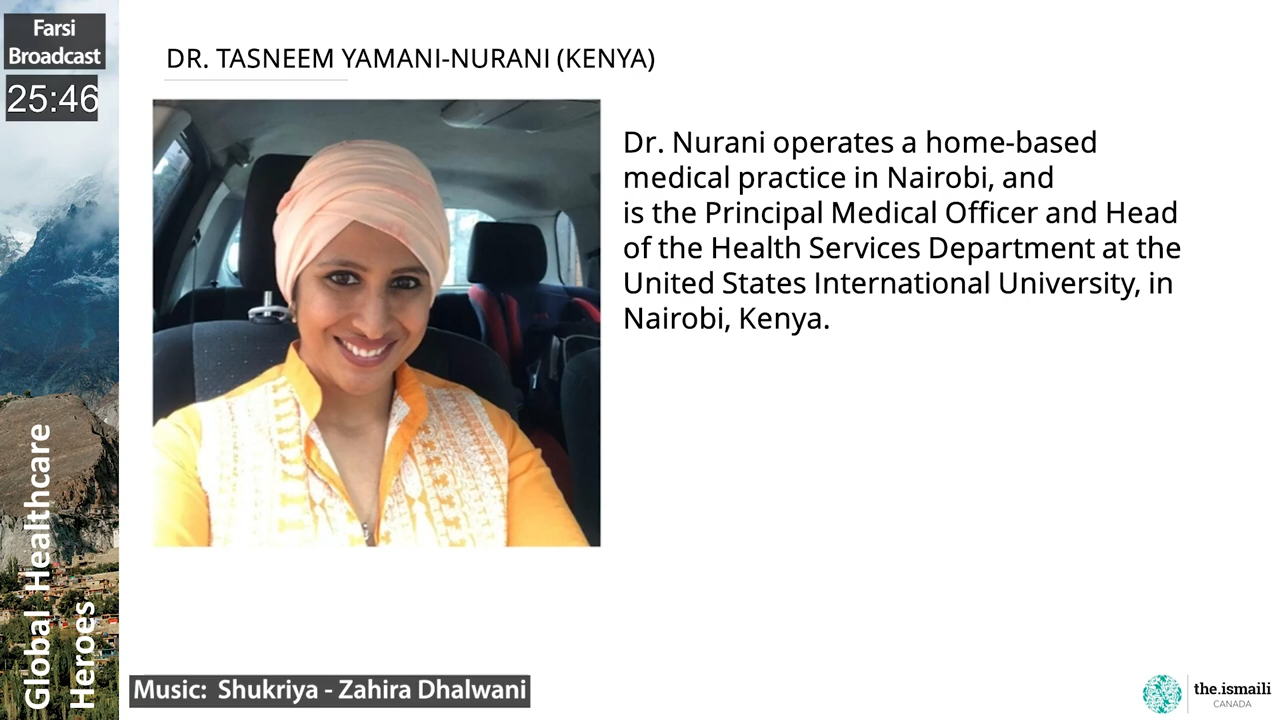 Farsi
Broadcast
25:46
DR. TASNEEM YAMANI-NURANI (KENYA)
Dr. Nurani operates a home-based
medical practice in Nairobi, and
is the Principal Medical Officer and Head
of the Health Services Department at the
United States International University, in
Nairobi, Kenya.
Global Healthcare
Heroes
Music: Shukriya - Zahira Dhalwani
the.ismaili
CANADA